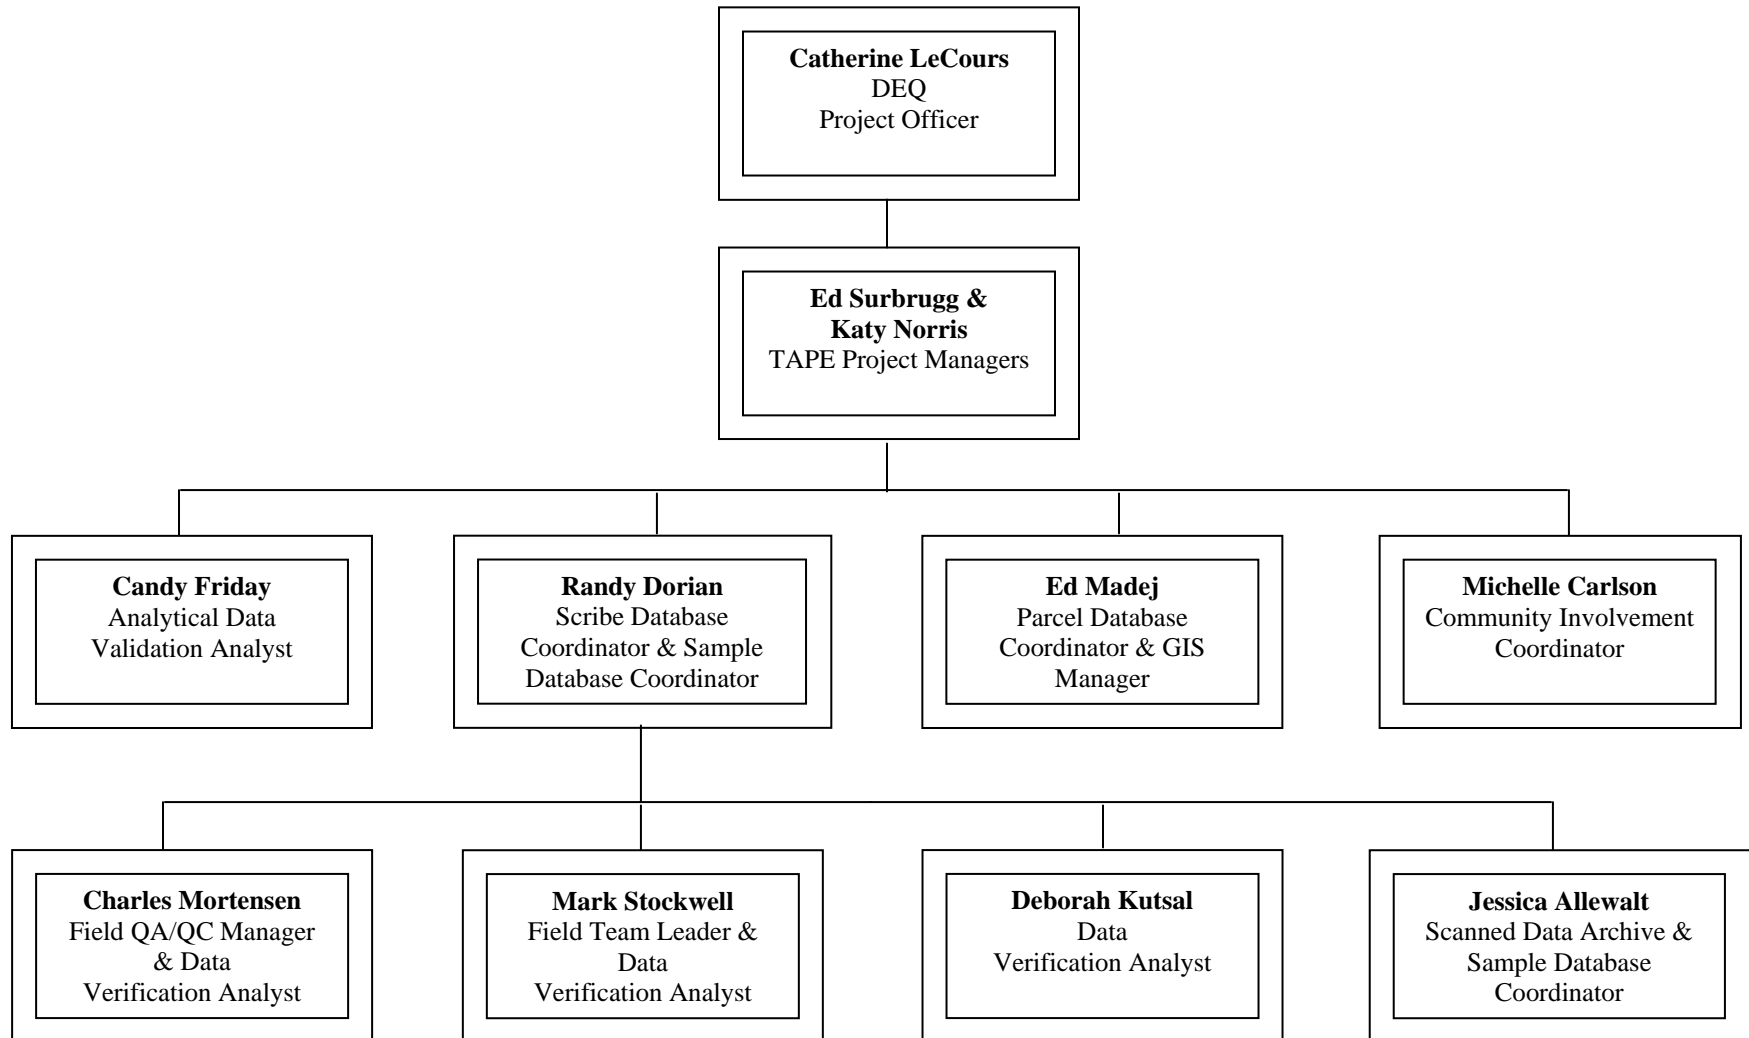 Catherine LeCours
DEQ
Project Officer
Ed Surbrugg &
Katy Norris
TAPE Project Managers
Candy Friday
Analytical Data
Validation Analyst
Randy Dorian
Scribe Database
Coordinator & Sample
Database Coordinator
Ed Madej
Parcel Database
Coordinator & GIS
Manager
Michelle Carlson
Community Involvement
Coordinator
Charles Mortensen
Field QA/QC Manager
& Data
Verification Analyst
Mark Stockwell
Field Team Leader &
Data
Verification Analyst
Deborah Kutsal
Data
Verification Analyst
Jessica Allewalt
Scanned Data Archive &
Sample Database
Coordinator